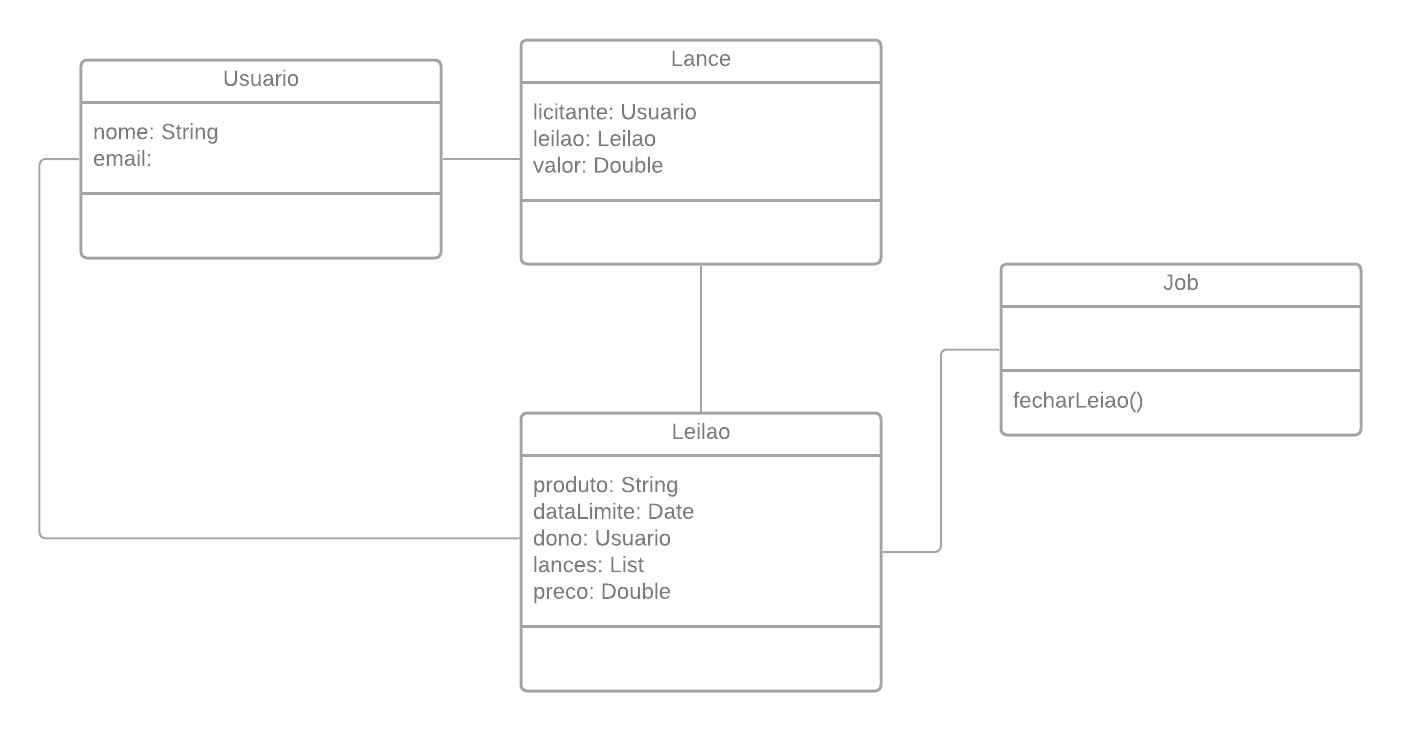 Usuario
nome: String
email:
Lance
licitante: Usuario
leilao: Leilao
valor: Double
Job
fecharLeiao()
Leilao
produto: String
dataLimite: Date
dono: Usuario
lances: List
preco: Double